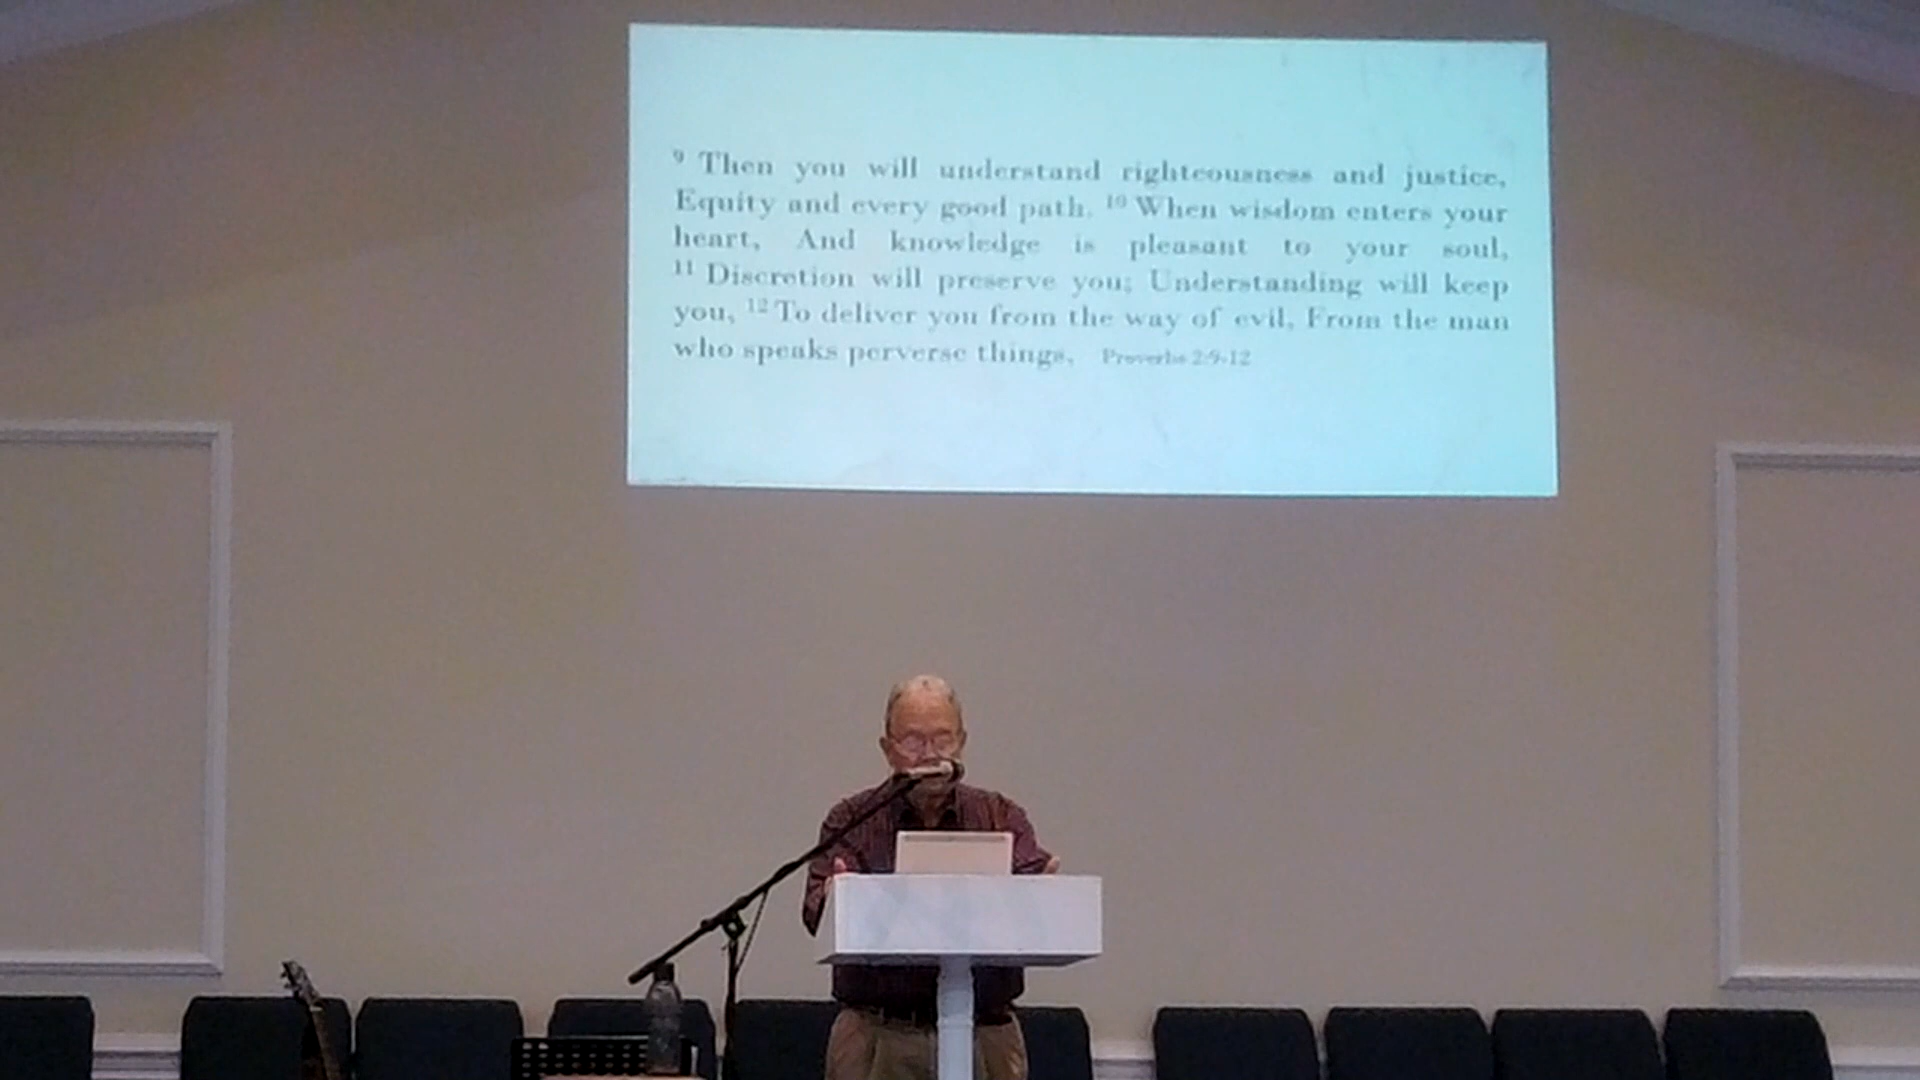 9 Then you will understand righteousness and justice,
Equity and every good path. 10 When wisdom enters your
heart, And knowledge is pleasant to your soul,
11 Discretion will preserve you; Understanding will keep
you, 12 To deliver you from the way of evil, From the man
who speaks perverse things, Proverbs 2:9-12